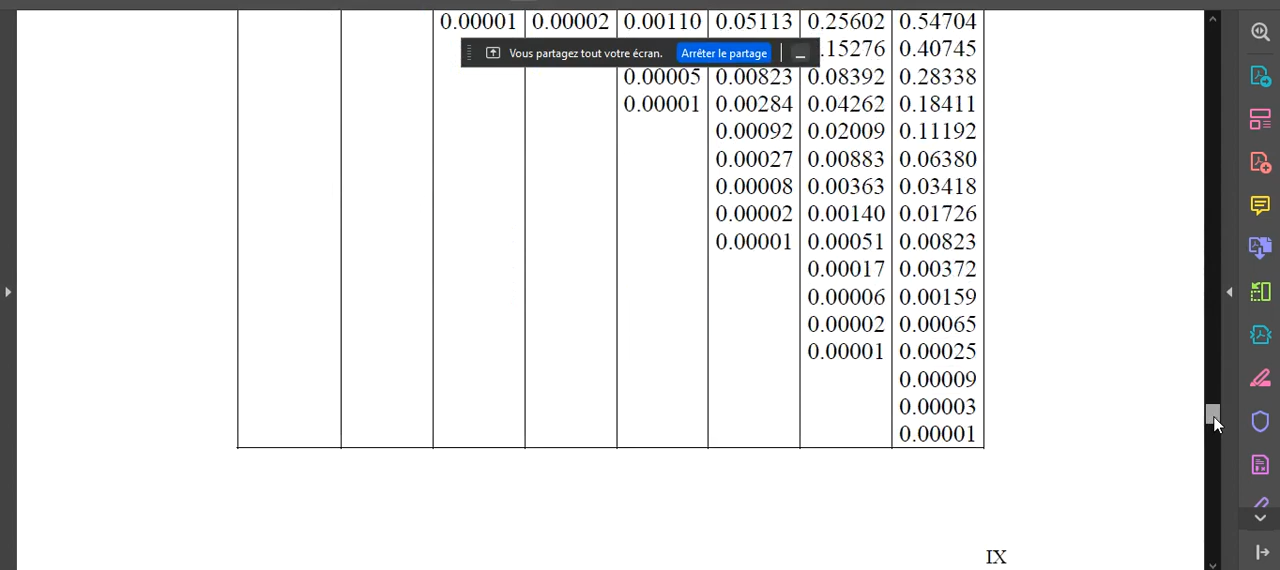 0.00001 0.00002 0.00110 0.05113 0.25602 0.54704
Vous partagez tout votre écran. Arrêter le partage
.15276 0.40745
0.00005 0.00823 0.08392 0.28338
0.00001 0.00284 0.04262 0.18411
0.00092 0.02009 0.11192
0.00027 0.00883 0.06380
0.00008 0.00363 0.03418
0.00002 0.00140 0.01726
0.00001 0.00051 0.00823
0.00017 0.00372
0.00006 0.00159
0.00002 0.00065
0.00001 0.00025
0.00009
0.00003
0.00001
IX